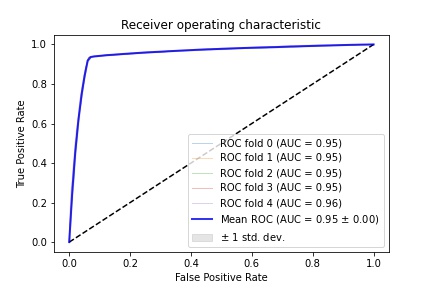 Receiver operating characteristic
True Positive Rate
1.0
0.8
0.6
0.4
0.2
0.0
ROC fold 0 (AUC = 0.95)
ROC fold 1 (AUC = 0.95)
ROC fold 2 (AUC = 0.95)
ROC fold 3 (AUC = 0.95)
ROC fold 4 (AUC = 0.96)
Mean ROC (AUC = 0.95 ± 0.00)
± 1 std. dev.
0.0 0.2 0.4 0.6 0.8 1.0
False Positive Rate